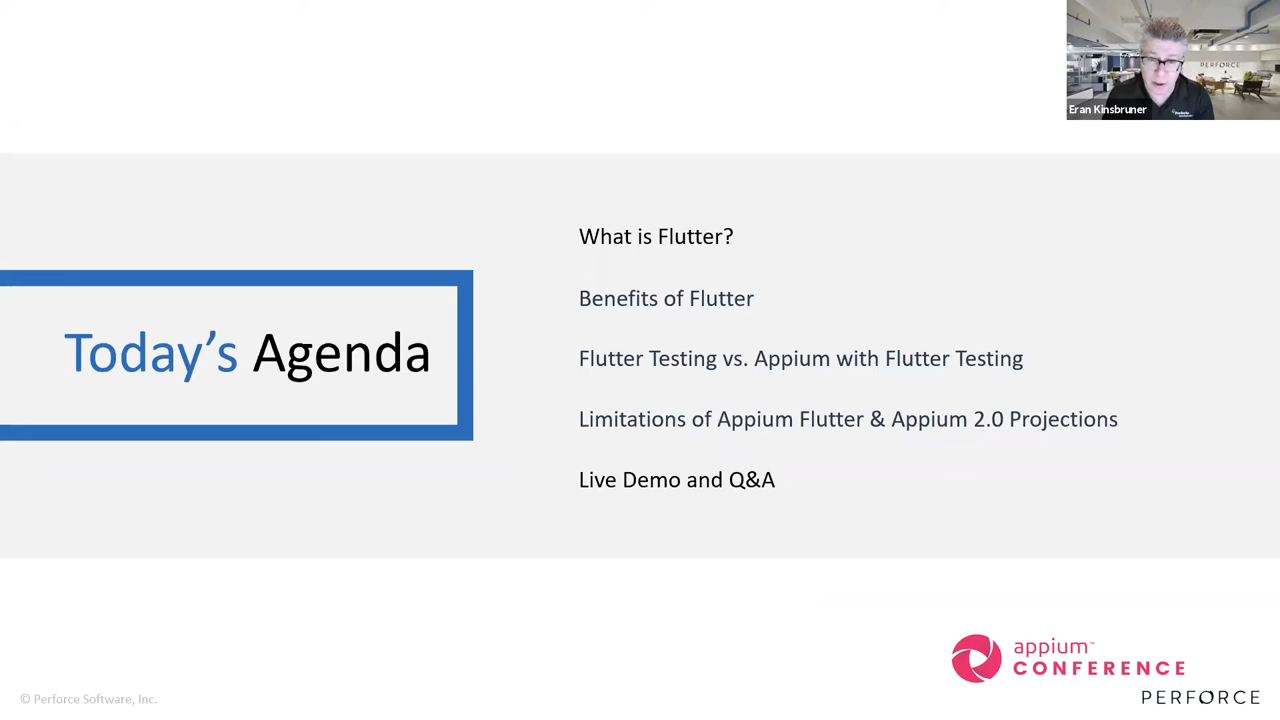 PERFORCE
Eran Kinsbruner
What is Flutter?
Benefits of Flutter
Today's Agenda
Flutter Testing vs. Appium with Flutter Testing
Limitations of Appium Flutter & Appium 2.0 Projections
Live Demo and Q&A
appium™
CONFERENCE
PERFORCE
© Perforce Software, Inc.